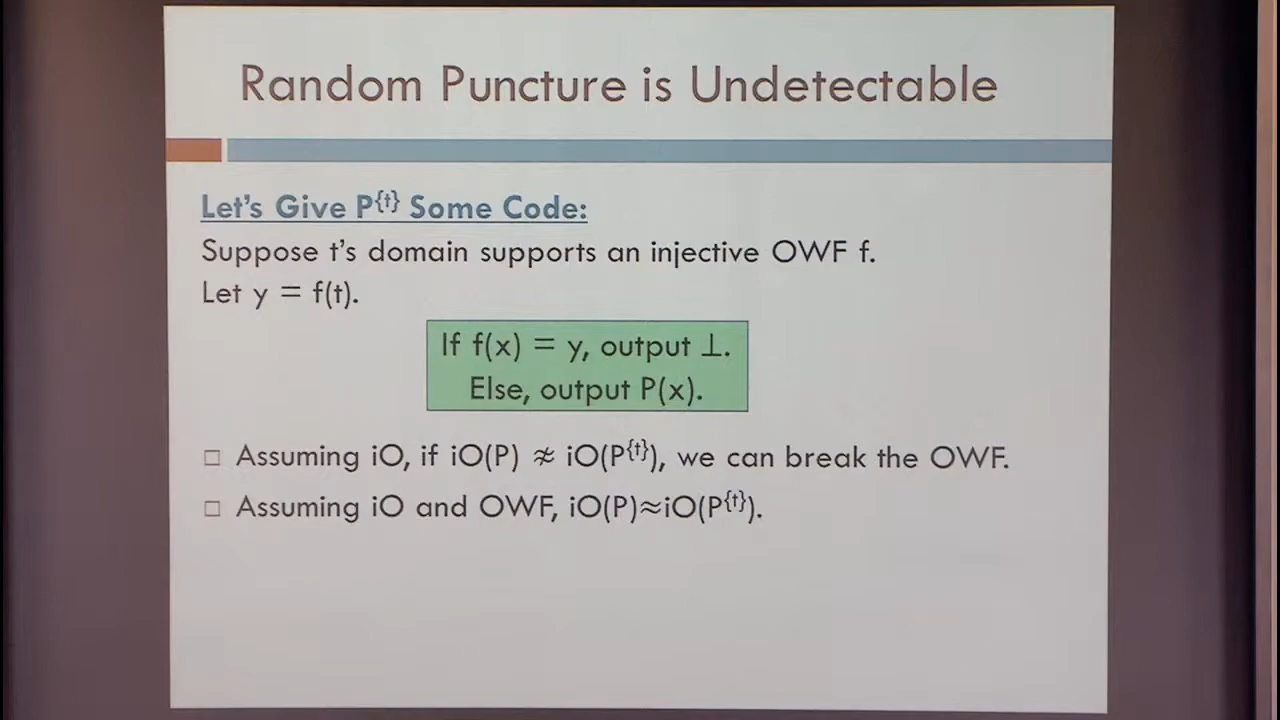 Random Puncture is Undetectable
Let's Give P^{t} Some Code:
Suppose t's domain supports an injective OWF f.
Let y = f(t).
If f(x) = y, output ⊥.
Else, output P(x).
□ Assuming iO, if iO(P) ≉ iO(P^{t}), we can break the OWF.
□ Assuming iO and OWF, iO(P)≈iO(P^{t}).